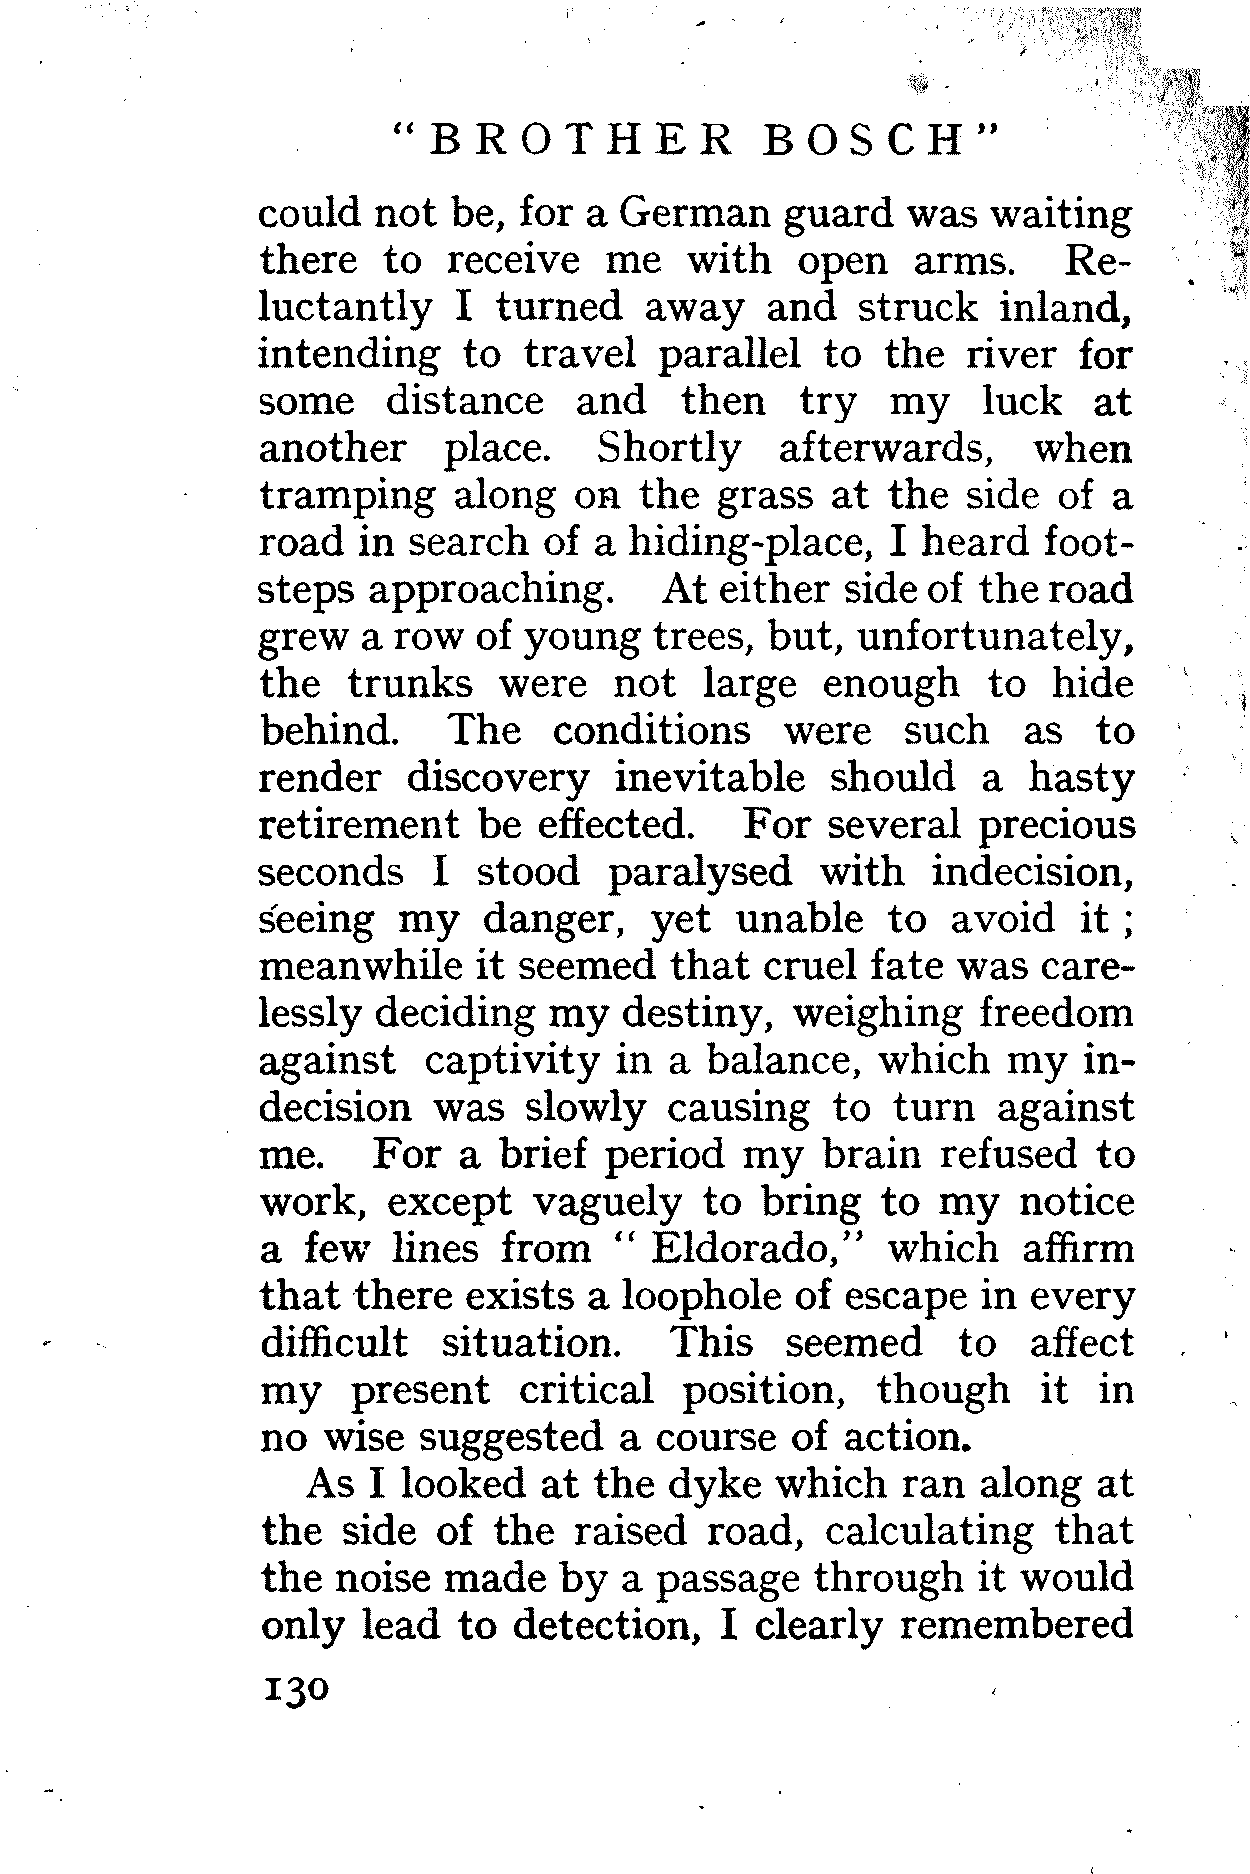 “ BROTHER BOSCH ”
could not be, for a German guard was waiting
there to receive me with open arms. Re-
luctantly I turned away and struck inland,
intending to travel parallel to the river for
some distance and then try my luck at
another place. Shortly afterwards, when
tramping along on the grass at the side of a
road in search of a hiding-place, I heard foot-
steps approaching. At either side of the road
grew a row of young trees, but, unfortunately,
the trunks were not large enough to hide
behind. The conditions were such as to
render discovery inevitable should a hasty
retirement be effected. For several precious
seconds I stood paralysed with indecision,
seeing my danger, yet unable to avoid it ;
meanwhile it seemed that cruel fate was care-
lessly deciding my destiny, weighing freedom
against captivity in a balance, which my in-
decision was slowly causing to turn against
me. For a brief period my brain refused to
work, except vaguely to bring to my notice
a few lines from “ Eldorado,” which affirm
that there exists a loophole of escape in every
difficult situation. This seemed to affect
my present critical position, though it in
no wise suggested a course of action.
As I looked at the dyke which ran along at
the side of the raised road, calculating that
the noise made by a passage through it would
only lead to detection, I clearly remembered
130